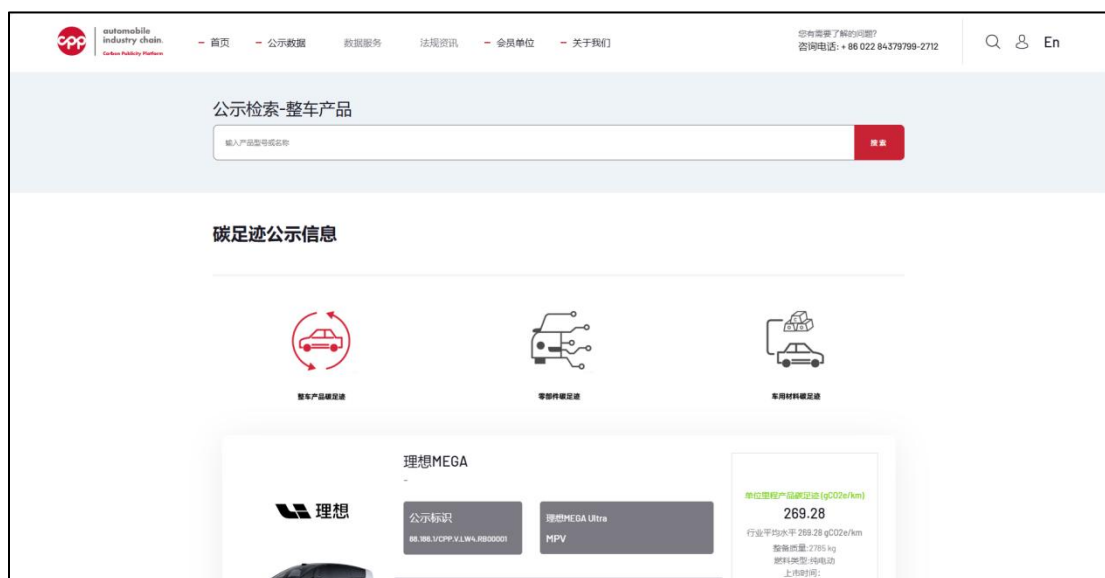 cpp
automobile
industry chain.
Carbon Publicity Platform
首页
公示数据
数据服务
法规资讯
会员单位
关于我们
您有需要了解的问题?
咨询电话: + 86 022 84379799-2712
En
公示检索-整车产品
输入产品型号或名称
搜索
碳足迹公示信息
整车产品碳足迹
零部件碳足迹
车用材料碳足迹
理想
理想MEGA
-
公示标识
88.186.1/CPP.V.LW4.RB00001
理想MEGA Ultra
MPV
单位里程产品碳足迹 (gCO2e/km)
269.28
行业平均水平 269.28 gCO2e/km
整备质量:2785 kg
燃料类型:纯电动
上市时间: